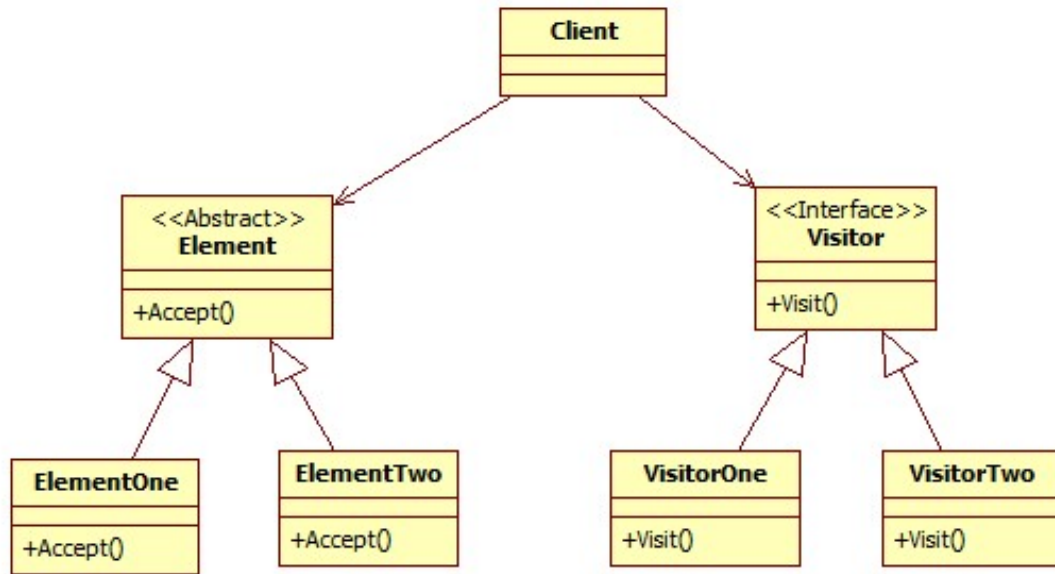 Client
<<Abstract>>
Element
+Accept()
<<Interface>>
Visitor
+Visit()
ElementOne
+Accept()
ElementTwo
+Accept()
VisitorOne
+Visit()
VisitorTwo
+Visit()